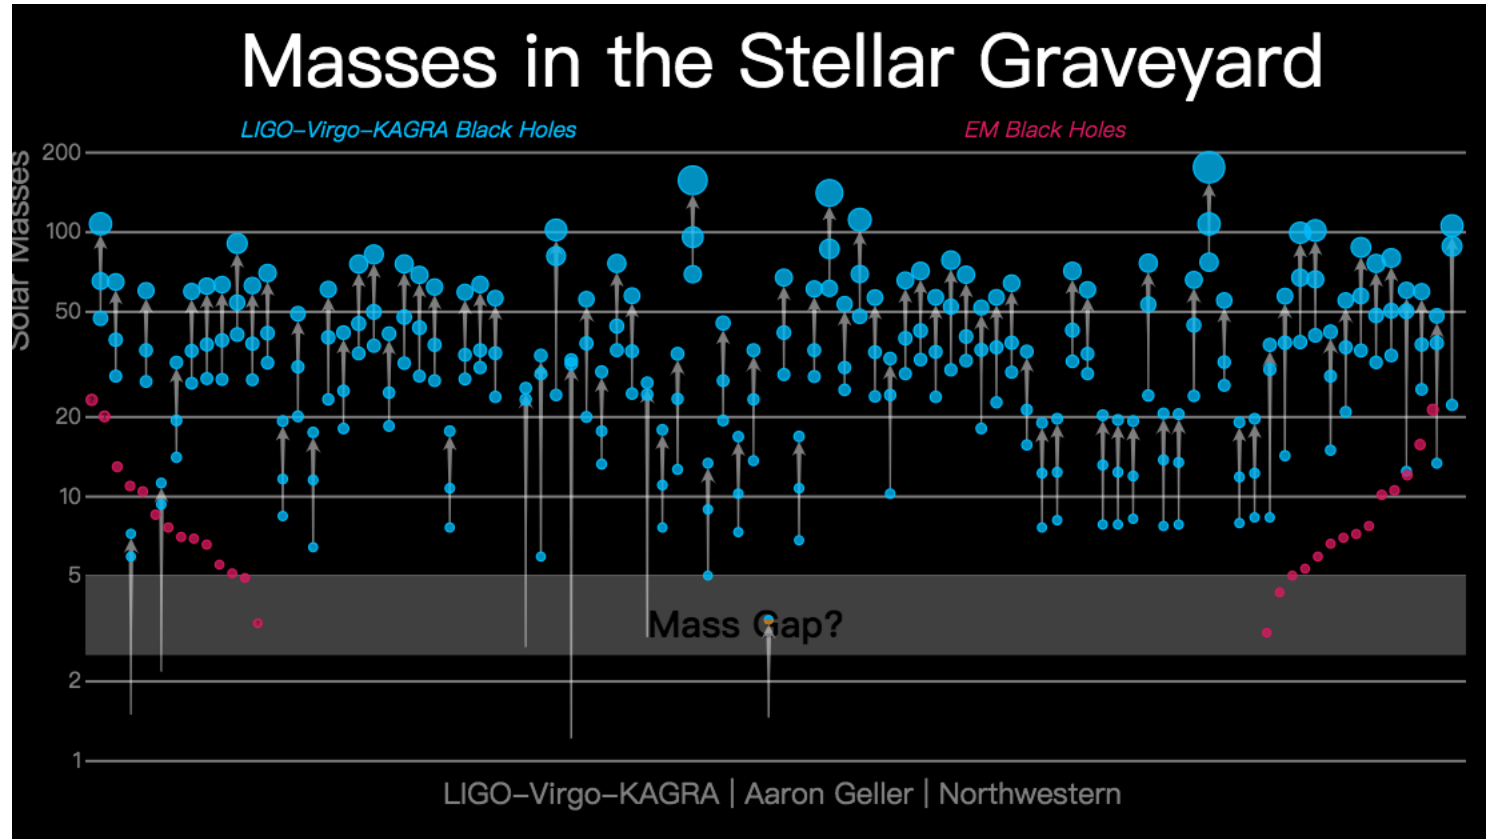 Masses in the Stellar Graveyard
LIGO–Virgo–KAGRA Black Holes
EM Black Holes
Solar Masses
200
100
50
20
10
5
2
1
Mass Gap?
LIGO–Virgo–KAGRA | Aaron Geller | Northwestern